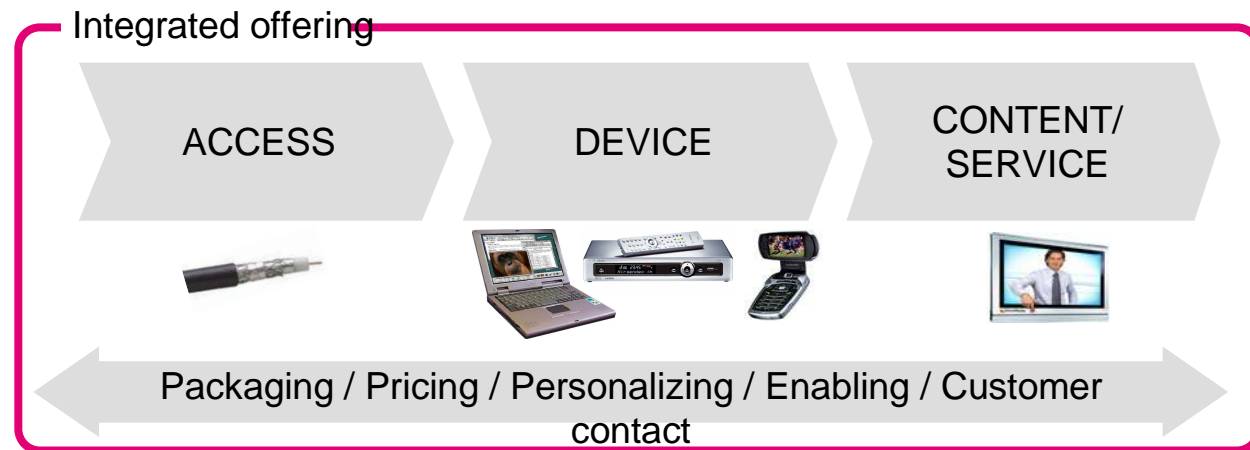 Integrated offering
ACCESS
DEVICE
CONTENT/
SERVICE
Packaging / Pricing / Personalizing / Enabling / Customer
contact